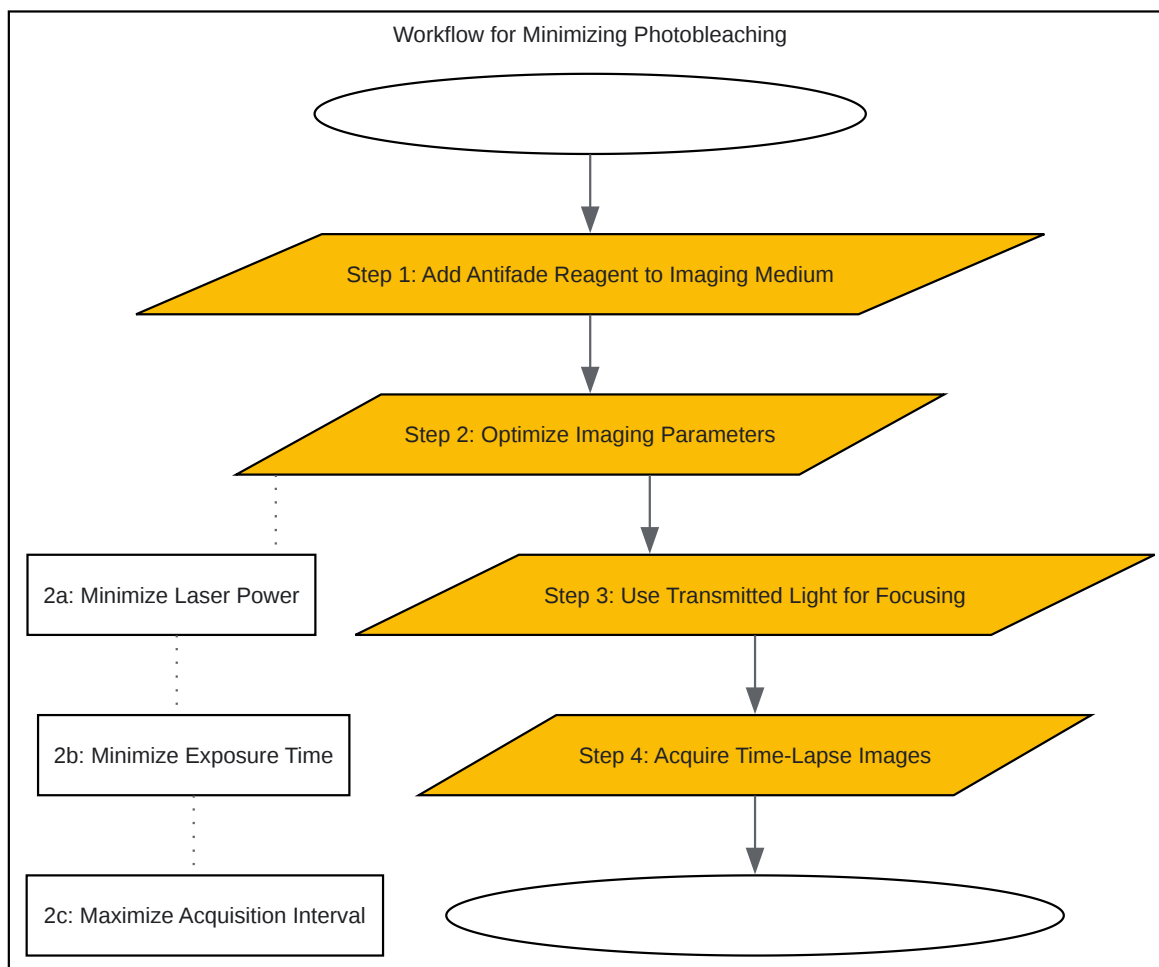 Workflow for Minimizing Photobleaching
Step 1: Add Antifade Reagent to Imaging Medium
Step 2: Optimize Imaging Parameters
2a: Minimize Laser Power
Step 3: Use Transmitted Light for Focusing
2b: Minimize Exposure Time
Step 4: Acquire Time-Lapse Images
2c: Maximize Acquisition Interval